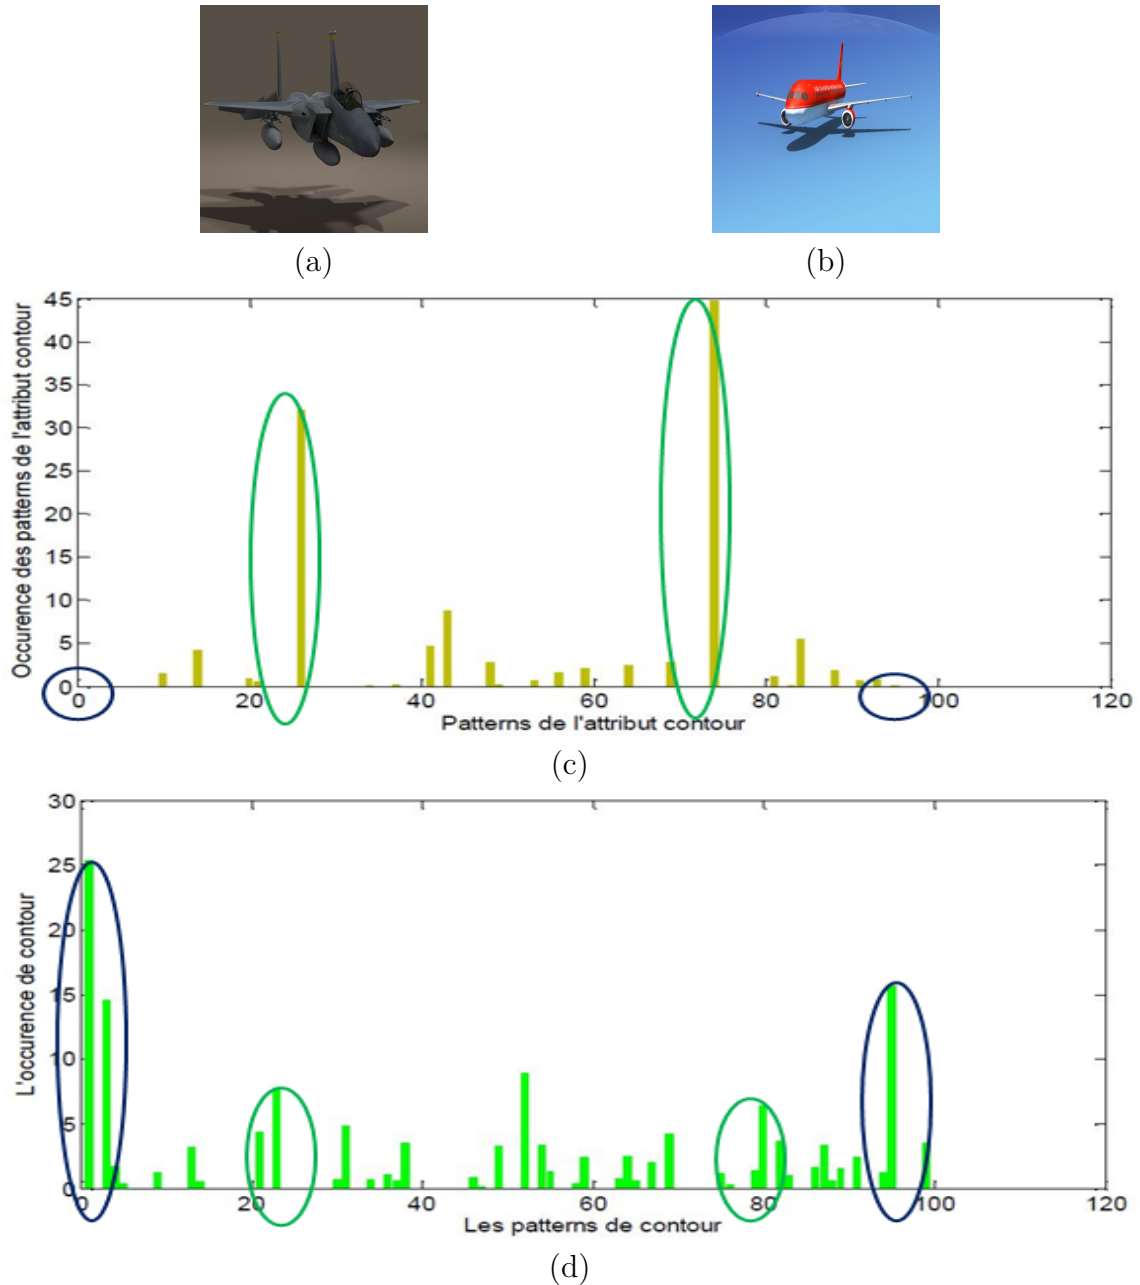 (a)
(b)
Occurence des patterns de l'attribut contour
45
40
35
30
25
20
15
10
5
0
0 20 40 60 80 100 120
Patterns de l'attribut contour
(c)
L'occurence de contour
30
25
20
15
10
5
0
0 20 40 60 80 100 120
Les patterns de contour
(d)